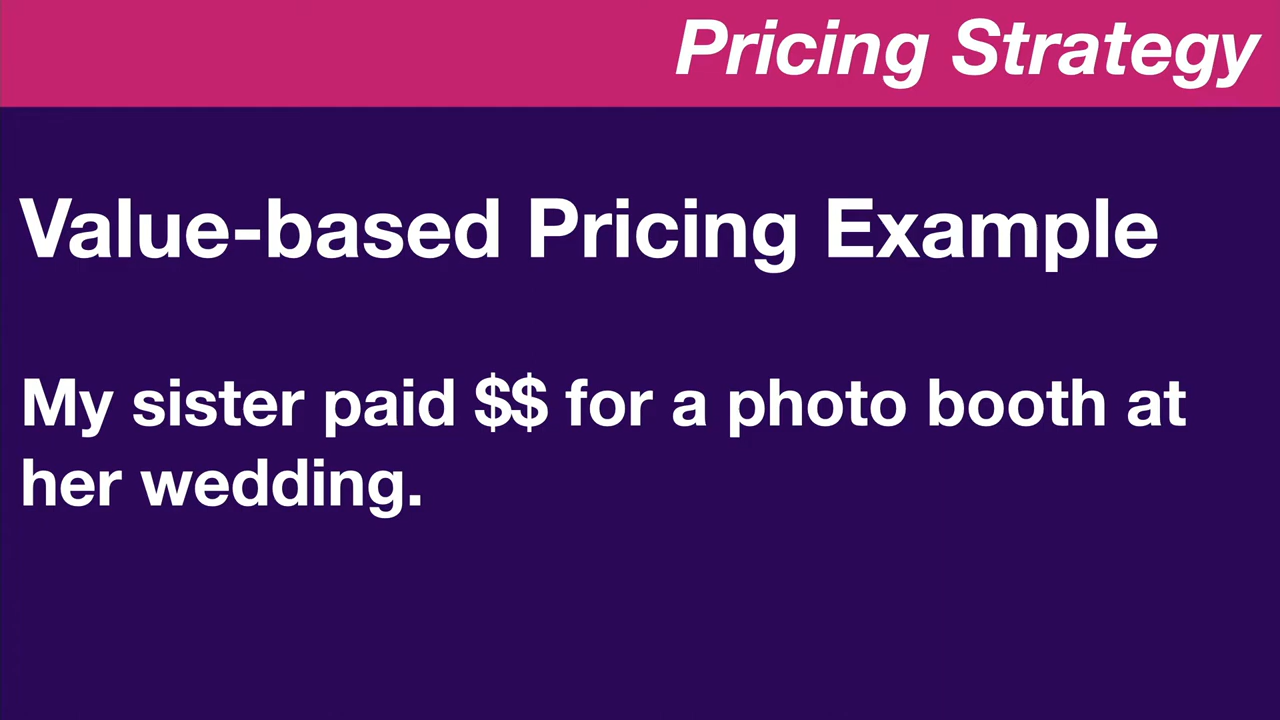 Pricing Strategy
Value-based Pricing Example
My sister paid $$ for a photo booth at
her wedding.